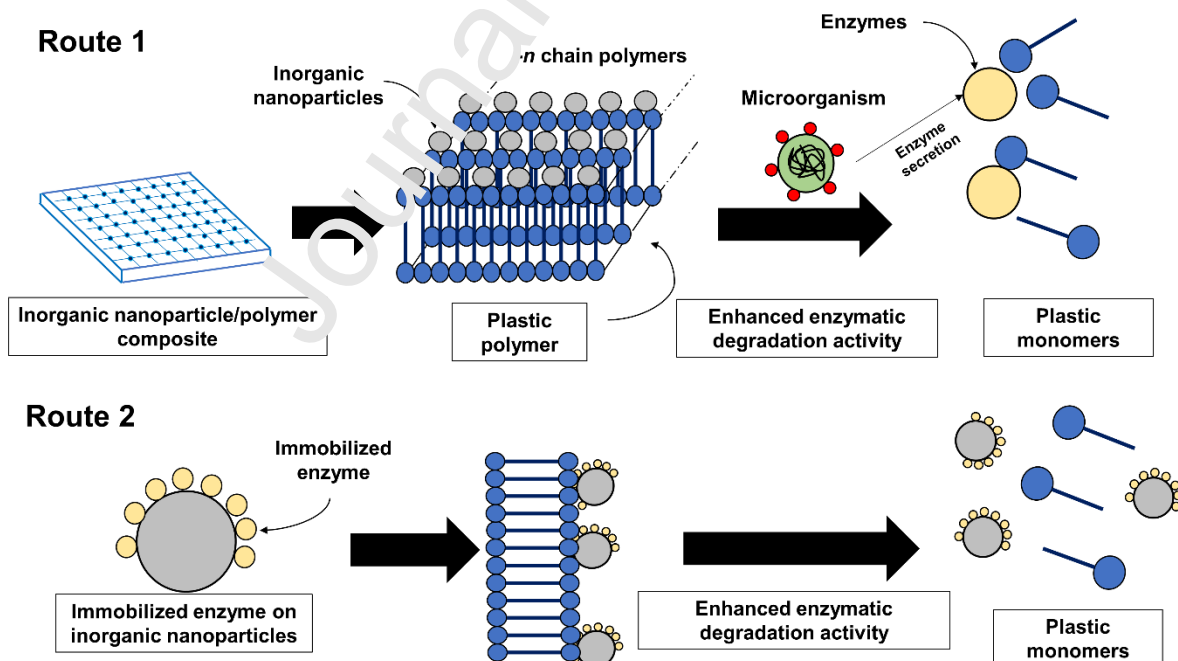 Route 1
Inorganic
nanoparticles
-n chain polymers
Microorganism
Enzymes
Enzyme
secretion
Journal
Inorganic nanoparticle/polymer
composite
Plastic
polymer
Enhanced enzymatic
degradation activity
Plastic
monomers
Route 2
Immobilized
enzyme
Immobilized enzyme on
inorganic nanoparticles
Enhanced enzymatic
degradation activity
Plastic
monomers